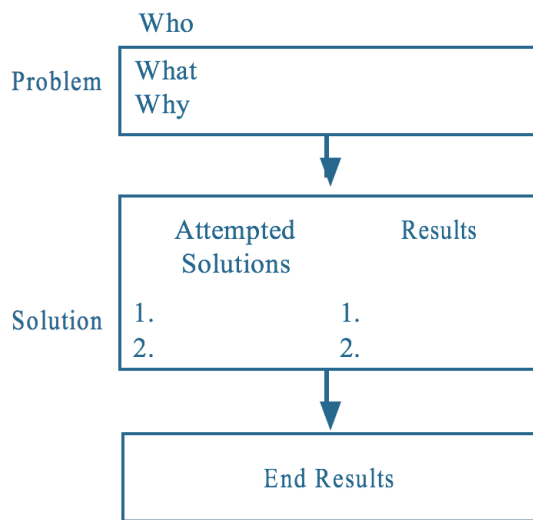 Who
Problem
What
Why
Attempted Solutions
Results
Solution
1.
2.
1.
2.
End Results